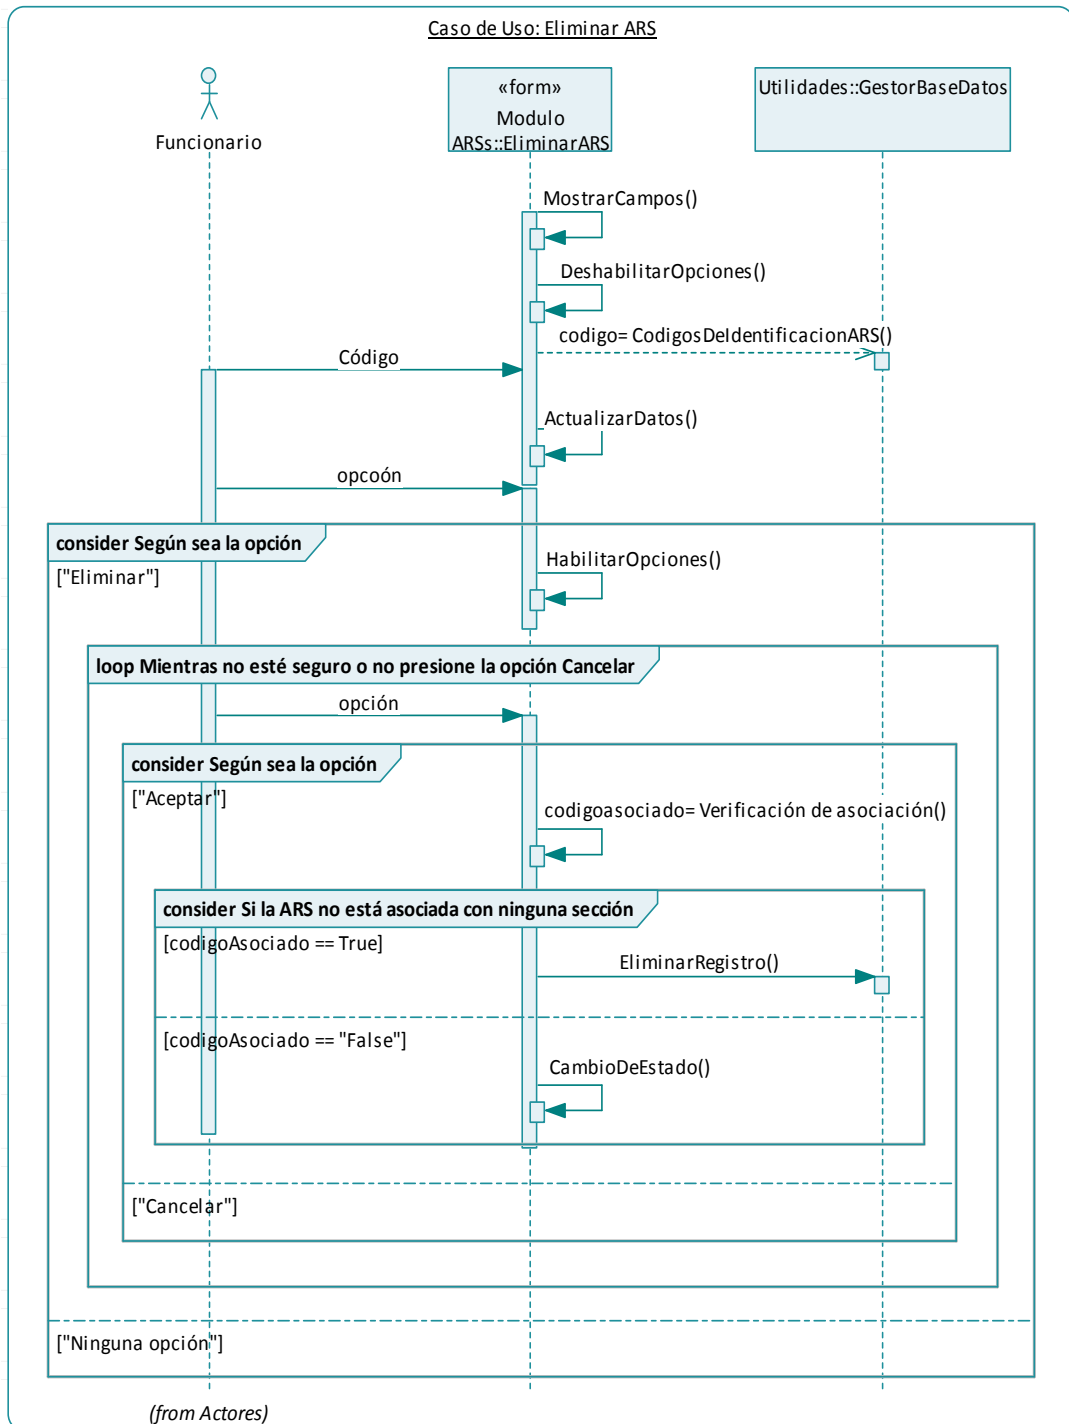 Caso de Uso: Eliminar ARS
«form»
Modulo
ARSs::EliminarARS
Utilidades::GestorBaseDatos
Funcionario
MostrarCampos()
DeshabilitarOpciones()
codigo= CodigosDeIdentificacionARS()
Código
ActualizarDatos()
opcoón
consider Según sea la opción
["Eliminar"]
HabilitarOpciones()
loop Mientras no esté seguro o no presione la opción Cancelar
opción
consider Según sea la opción
["Aceptar"]
codigoasociado= Verificación de asociación()
consider Si la ARS no está asociada con ninguna sección
[codigoAsociado == True]
EliminarRegistro()
[codigoAsociado == "False"]
CambioDeEstado()
["Cancelar"]
["Ninguna opción"]
(from Actores)